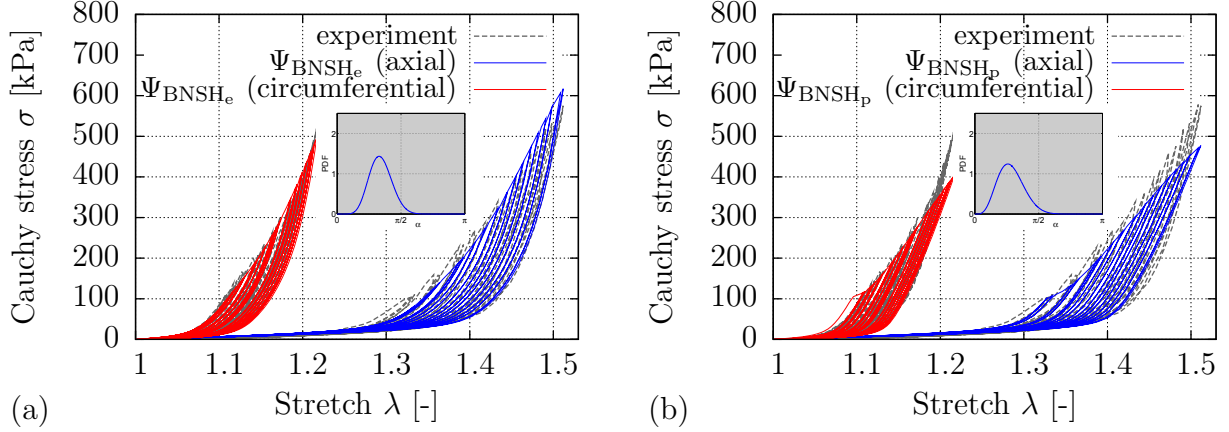 800
700
600
500
400
300
200
100
0
Cauchy stress σ [kPa]
experiment
Ψ_BNSH_e (axial)
Ψ_BNSH_e (circumferential)
2
1
0
PDF
π/2
π
α
1 1.1 1.2 1.3 1.4 1.5
Stretch λ [-]
(a)
800
700
600
500
400
300
200
100
0
Cauchy stress σ [kPa]
experiment
Ψ_BNSH_p (axial)
Ψ_BNSH_p (circumferential)
2
1
0
PDF
π/2
π
α
1 1.1 1.2 1.3 1.4 1.5
Stretch λ [-]
(b)